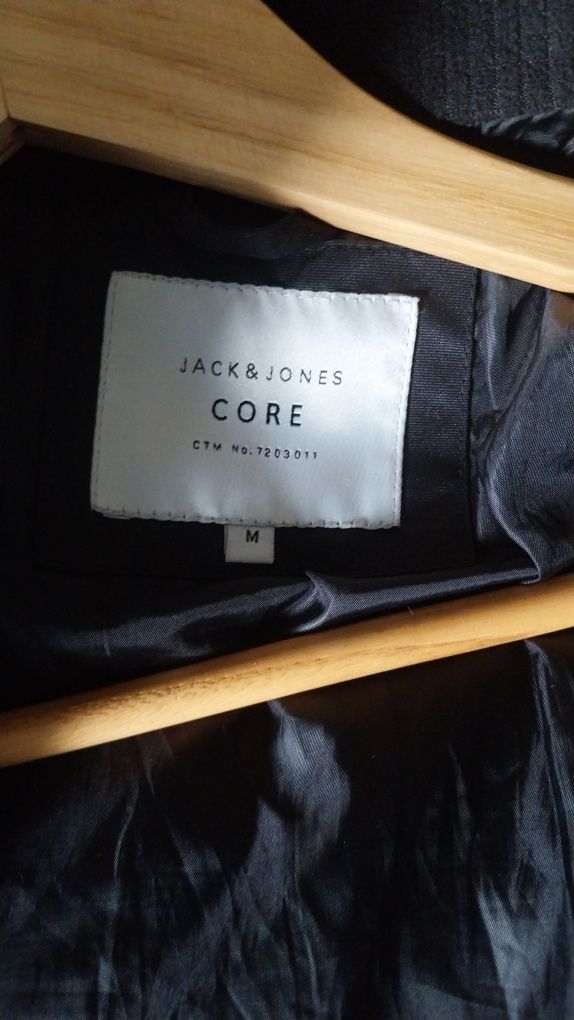 JACK&JONES
CORE
CTM No. 7203011
M